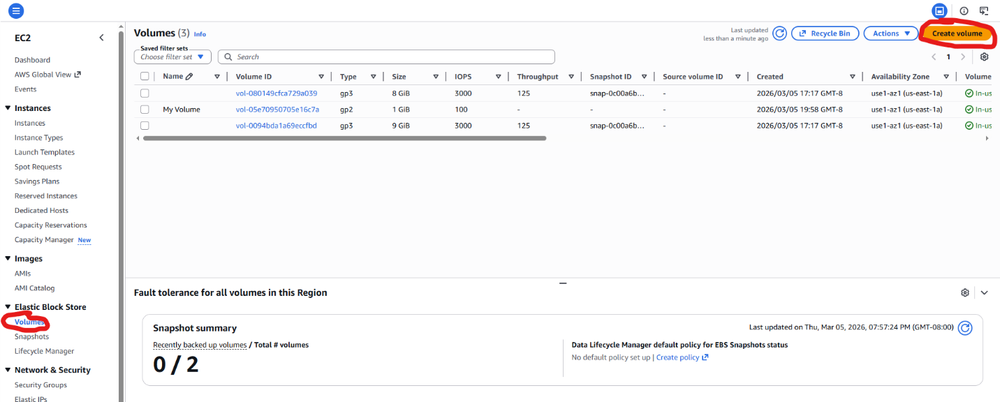 EC2
Dashboard
AWS Global View
Events
Instances
Instances
Instance Types
Launch Templates
Spot Requests
Savings Plans
Reserved Instances
Dedicated Hosts
Capacity Reservations
Capacity Manager New
Images
AMIs
AMI Catalog
Elastic Block Store
Volumes
Snapshots
Lifecycle Manager
Network & Security
Security Groups
Elastic IPs
Volumes (3) Info
Last updated
less than a minute ago
Recycle Bin
Actions
Create volume
Saved filter sets
Choose filter set
Search
1
Name Volume ID Type Size IOPS Throughput Snapshot ID Source volume ID Created Availability Zone Volume
vol-080149cfca729a039 gp3 8 GiB 3000 125 snap-0c00a6b... - 2026/03/05 17:17 GMT-8 use1-az1 (us-east-1a) In-us
My Volume vol-05e70950705e16c7a gp2 1 GiB 100 - - - 2026/03/05 19:58 GMT-8 use1-az1 (us-east-1a) In-us
vol-0094bda1a69eccfbd gp3 9 GiB 3000 125 snap-0c00a6b... - 2026/03/05 17:17 GMT-8 use1-az1 (us-east-1a) In-us
Fault tolerance for all volumes in this Region
Snapshot summary
Last updated on Thu, Mar 05, 2026, 07:57:24 PM (GMT-08:00)
Recently backed up volumes / Total # volumes
0 / 2
Data Lifecycle Manager default policy for EBS Snapshots status
No default policy set up | Create policy